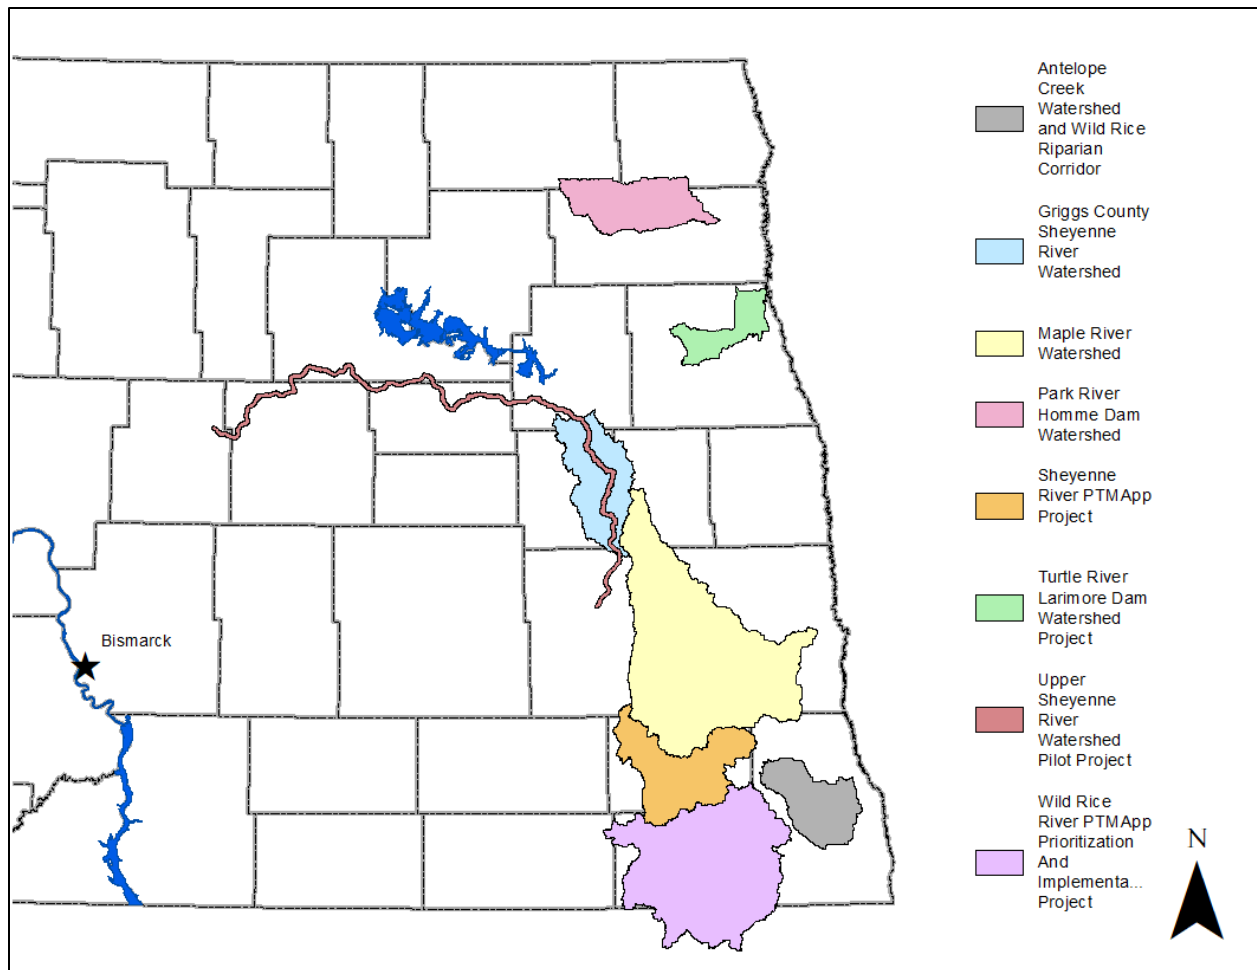 Antelope
Creek
Watershed
and Wild Rice
Riparian
Corridor
Griggs County
Sheyenne
River
Watershed
Maple River
Watershed
Park River
Homme Dam
Watershed
Sheyenne
River PTMApp
Project
Turtle River
Larimore Dam
Watershed
Project
Bismarck
Upper
Sheyenne
River
Watershed
Pilot Project
Wild Rice
River PTMApp
Prioritization
And
Implementa...
Project
N